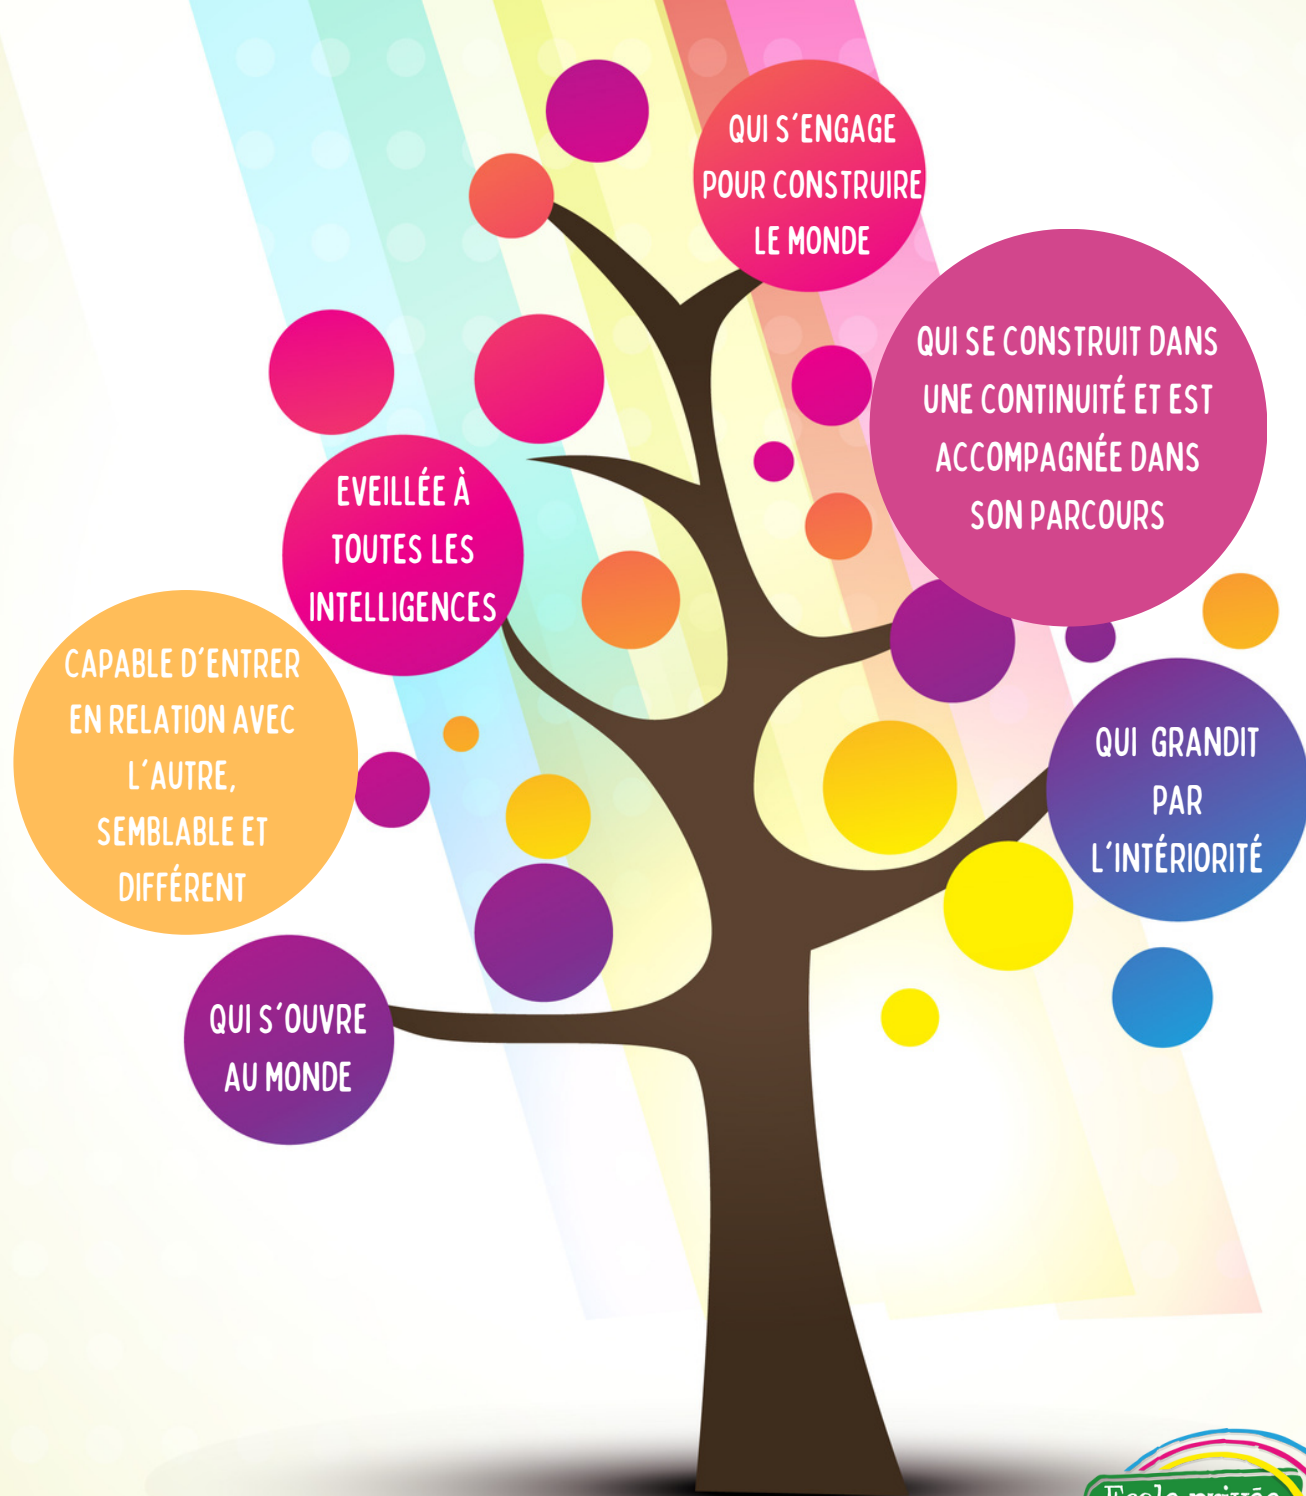 QUI S'ENGAGE
POUR CONSTRUIRE
LE MONDE
QUI SE CONSTRUIT DANS
UNE CONTINUITÉ ET EST
ACCOMPAGNÉE DANS
SON PARCOURS
EVEILLÉE À
TOUTES LES
INTELLIGENCES
CAPABLE D'ENTRER
EN RELATION AVEC
L'AUTRE,
SEMBLABLE ET
DIFFÉRENT
QUI GRANDIT
PAR
L'INTÉRIORITÉ
QUI S'OUVRE
AU MONDE
Ecole privée